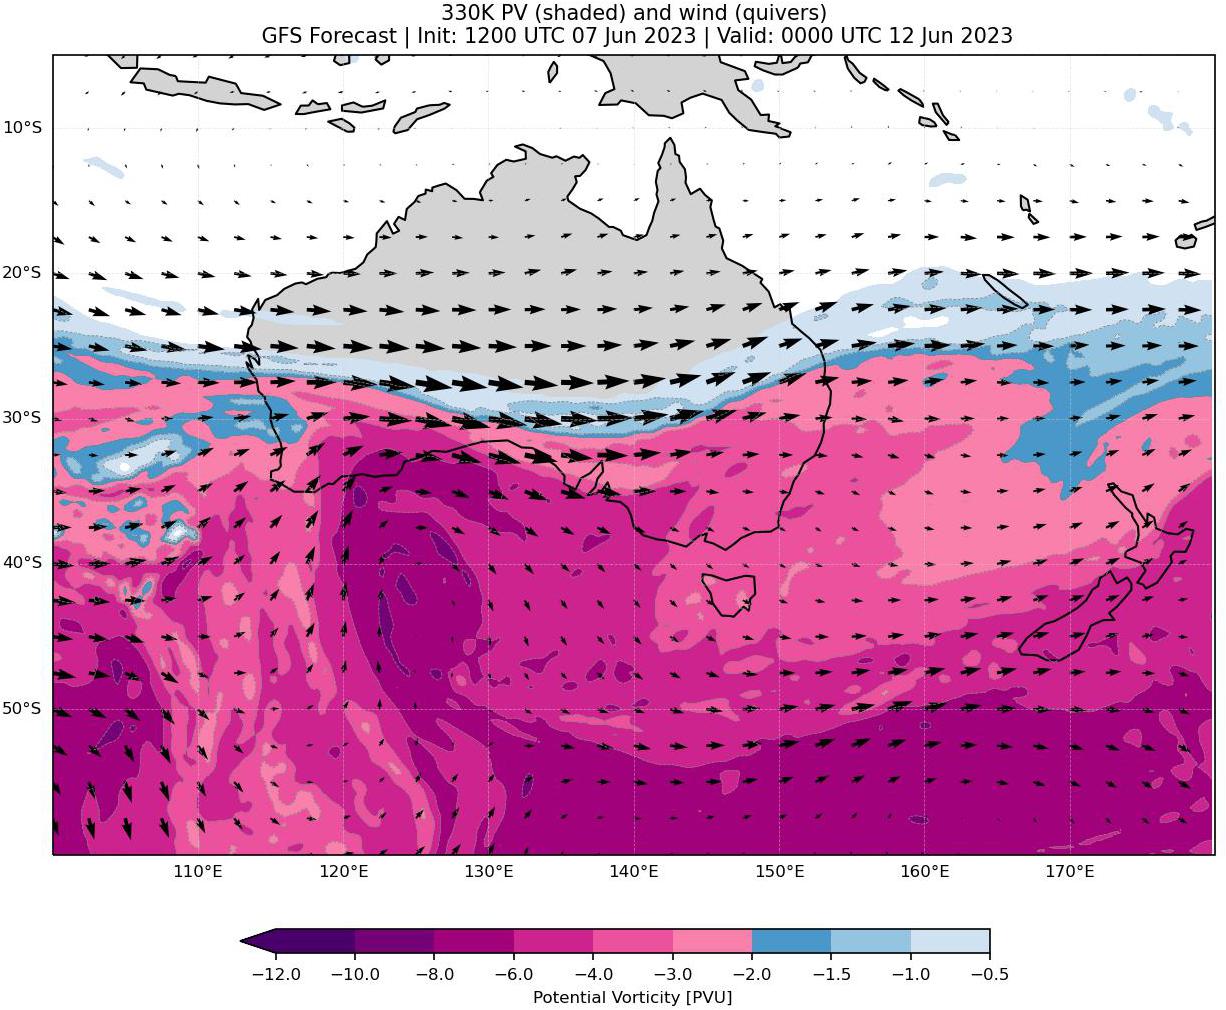 330K PV (shaded) and wind (quivers)
GFS Forecast | Init: 1200 UTC 07 Jun 2023 | Valid: 0000 UTC 12 Jun 2023
10°S
20°S
30°S
40°S
50°S
110°E 120°E 130°E 140°E 150°E 160°E 170°E
−12.0 −10.0 −8.0 −6.0 −4.0 −3.0 −2.0 −1.5 −1.0 −0.5
Potential Vorticity [PVU]